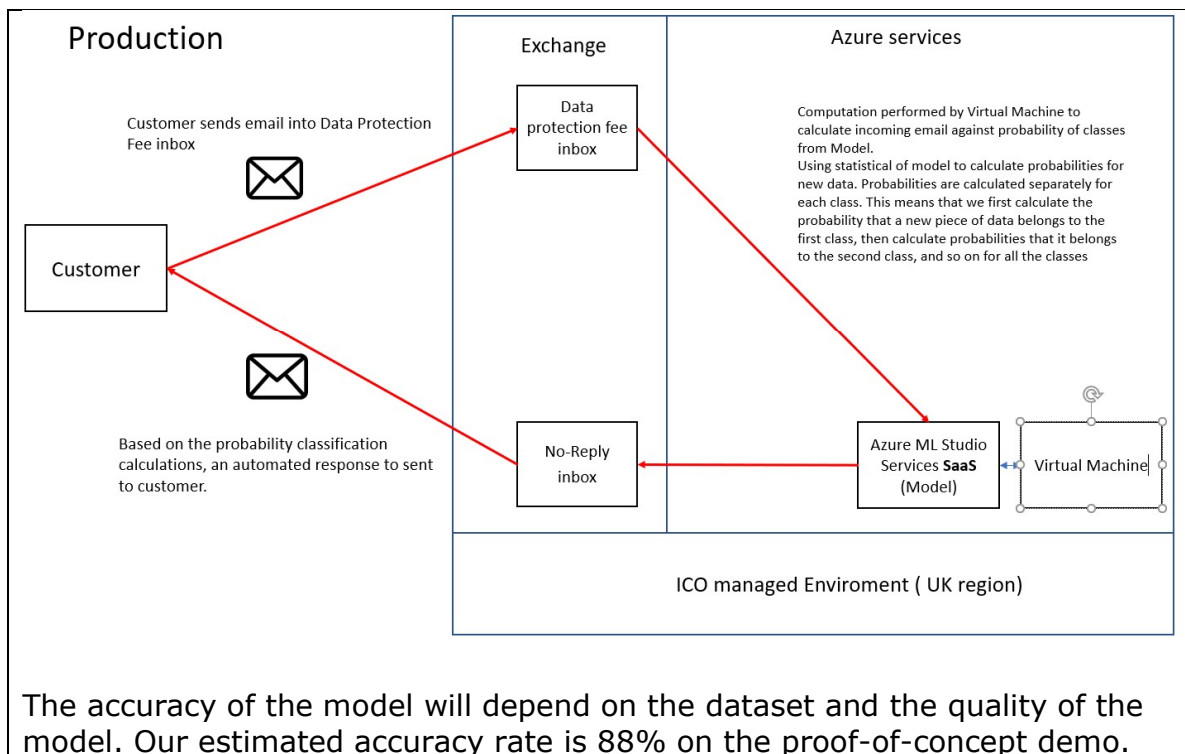 Production
Exchange
Azure services
Customer sends email into Data Protection
Fee inbox
Data
protection fee
inbox
Computation performed by Virtual Machine to
calculate incoming email against probability of classes
from Model.
Using statistical of model to calculate probabilities for
new data. Probabilities are calculated separately for
each class. This means that we first calculate the
probability that a new piece of data belongs to the
first class, then calculate probabilities that it belongs
to the second class, and so on for all the classes
Customer
Based on the probability classification
calculations, an automated response to sent
to customer.
No-Reply
inbox
Azure ML Studio
Services SaaS
(Model)
Virtual Machine
ICO managed Enviroment ( UK region)
The accuracy of the model will depend on the dataset and the quality of the
model. Our estimated accuracy rate is 88% on the proof-of-concept demo.